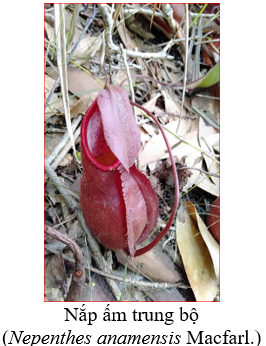 Nắp ấm trung bộ
(Nepenthes anamensis Macfarl.)